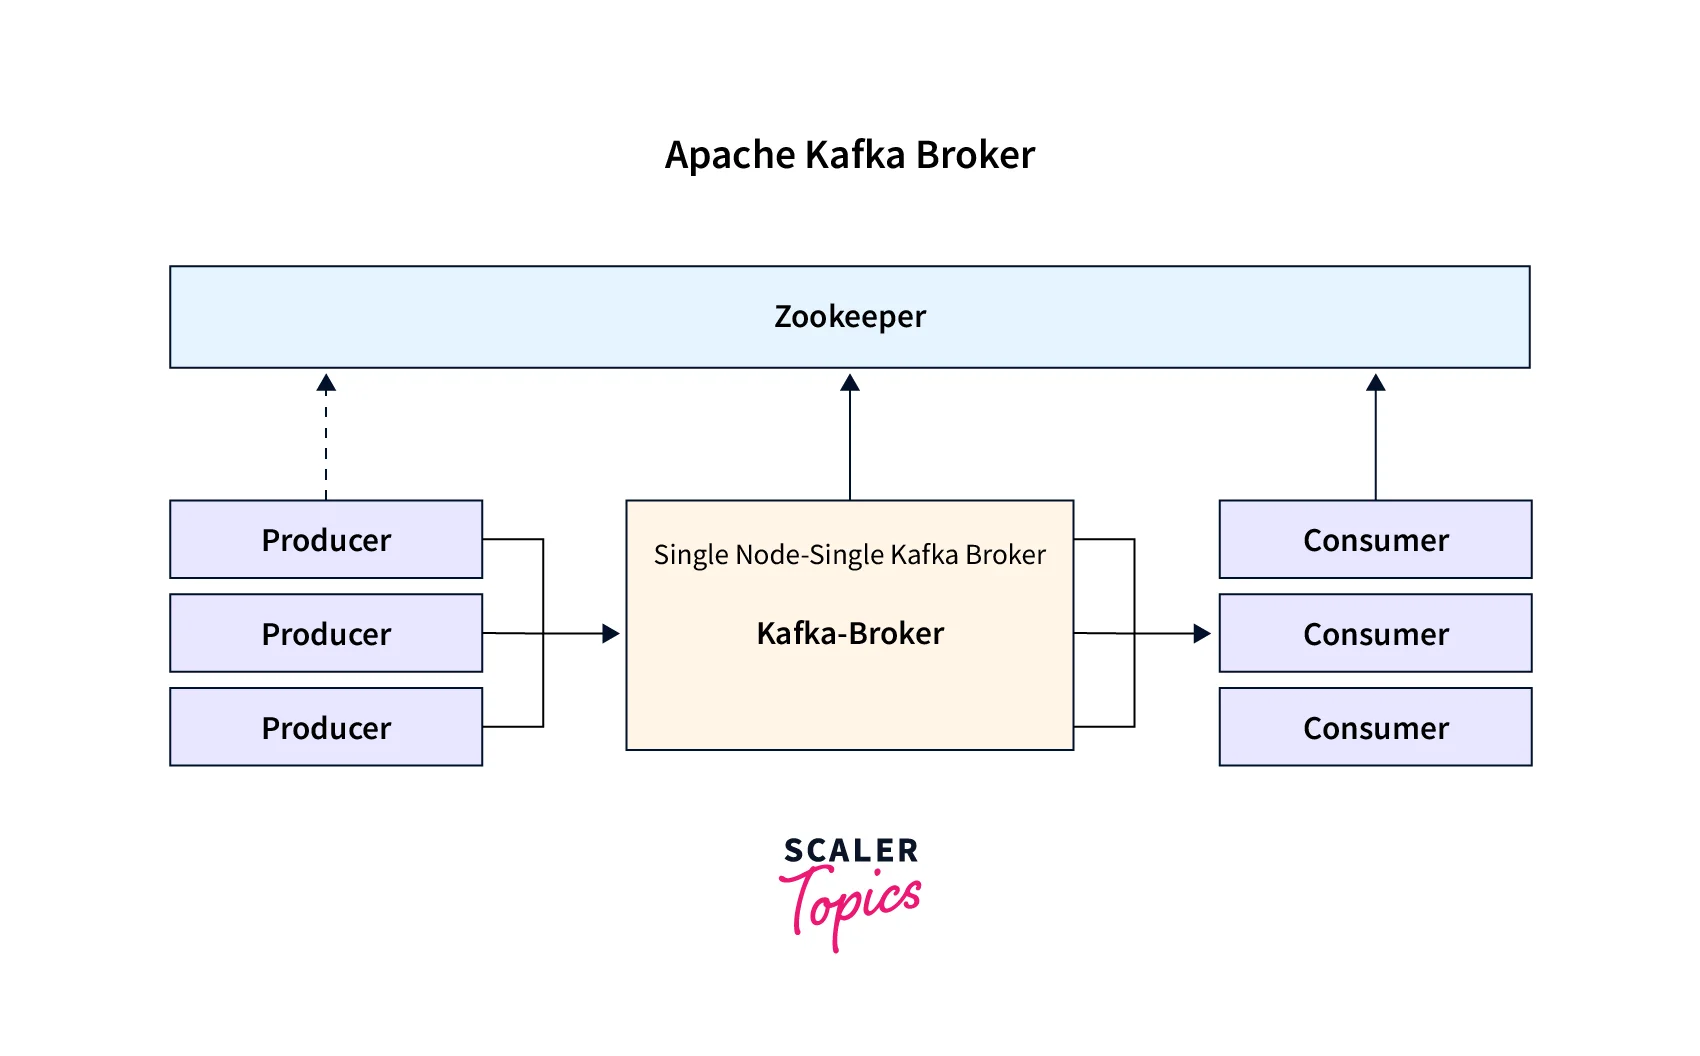 Apache Kafka Broker
Zookeeper
Producer
Producer
Producer
Single Node-Single Kafka Broker
Kafka-Broker
Consumer
Consumer
Consumer
SCALER
Topics